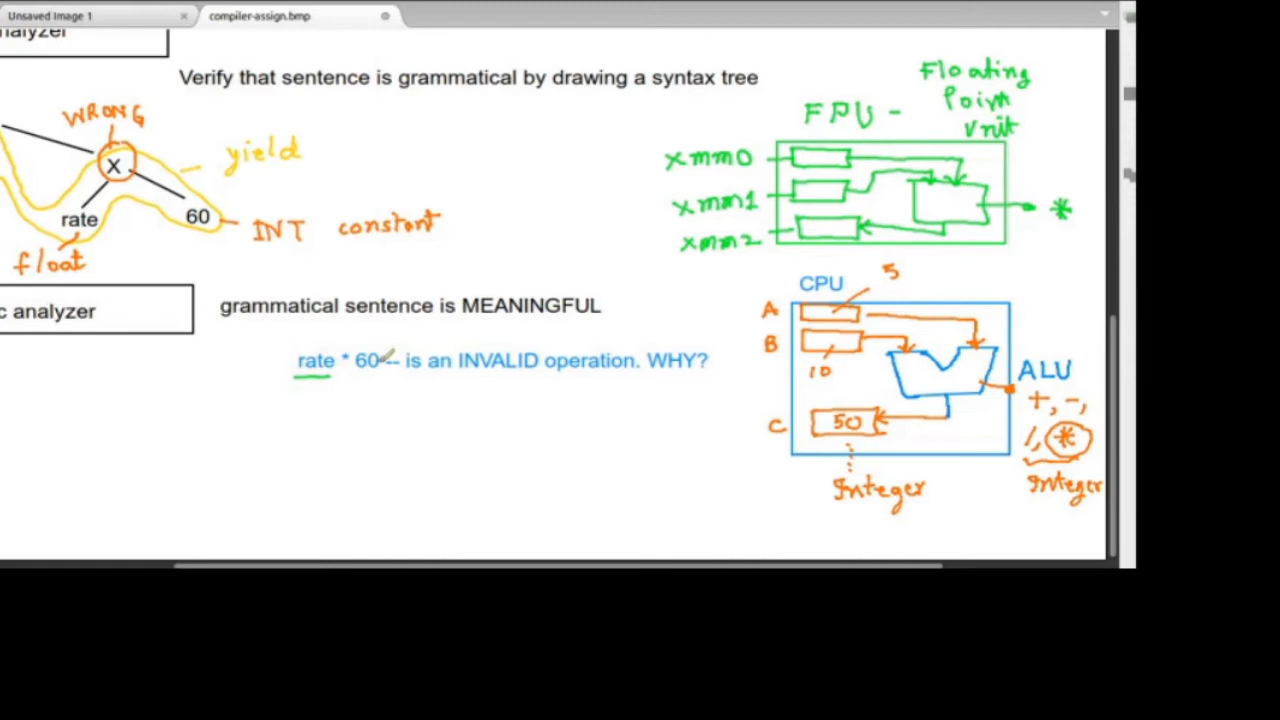 Unsaved Image 1
compiler-assign.bmp
nalyzer
Verify that sentence is grammatical by drawing a syntax tree
WRONG
yield
X
rate
60
INT constant
float
FPU -
Floating
Point
Unit
xmm0
xmm1
xmm2
*
c analyzer
grammatical sentence is MEANINGFUL
rate * 60-- is an INVALID operation. WHY?
CPU
5
A
B
10
ALU
+, -,
/, *
C
50
Integer
Integer